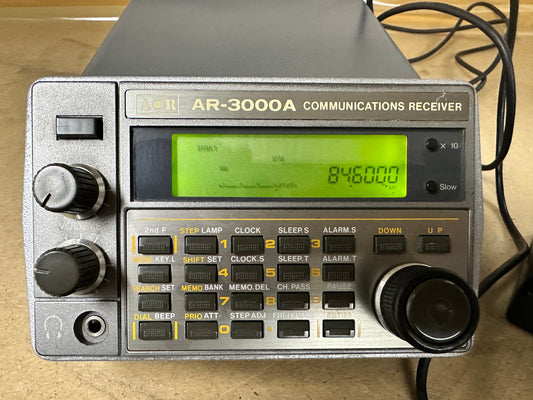 AOR AR-3000A COMMUNICATIONS RECEIVER
× 10
846000
Slow
2nd F STEP LAMP 1 CLOCK 2 SLEEP.S 3 ALARM.S DOWN U P
KEY.L SHIFT SET 4 CLOCK.S 5 SLEEP.T 6 ALARM.T
SEARCH SET MEMO BANK 7 MEMO.DEL 8 CH.PASS PAUSE
DIAL BEEP PRIO ATT 0 STEP ADJ